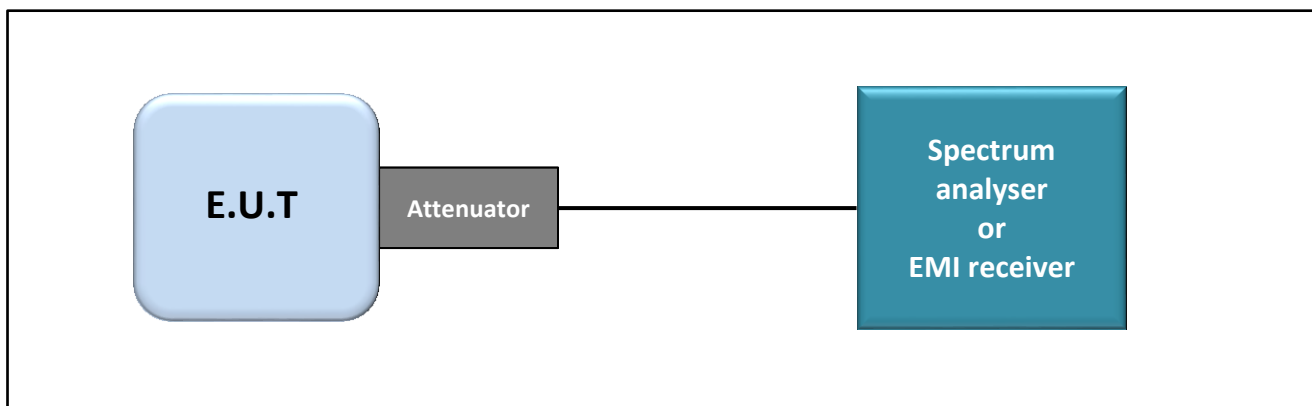 E.U.T
Attenuator
Spectrum
analyser
or
EMI receiver